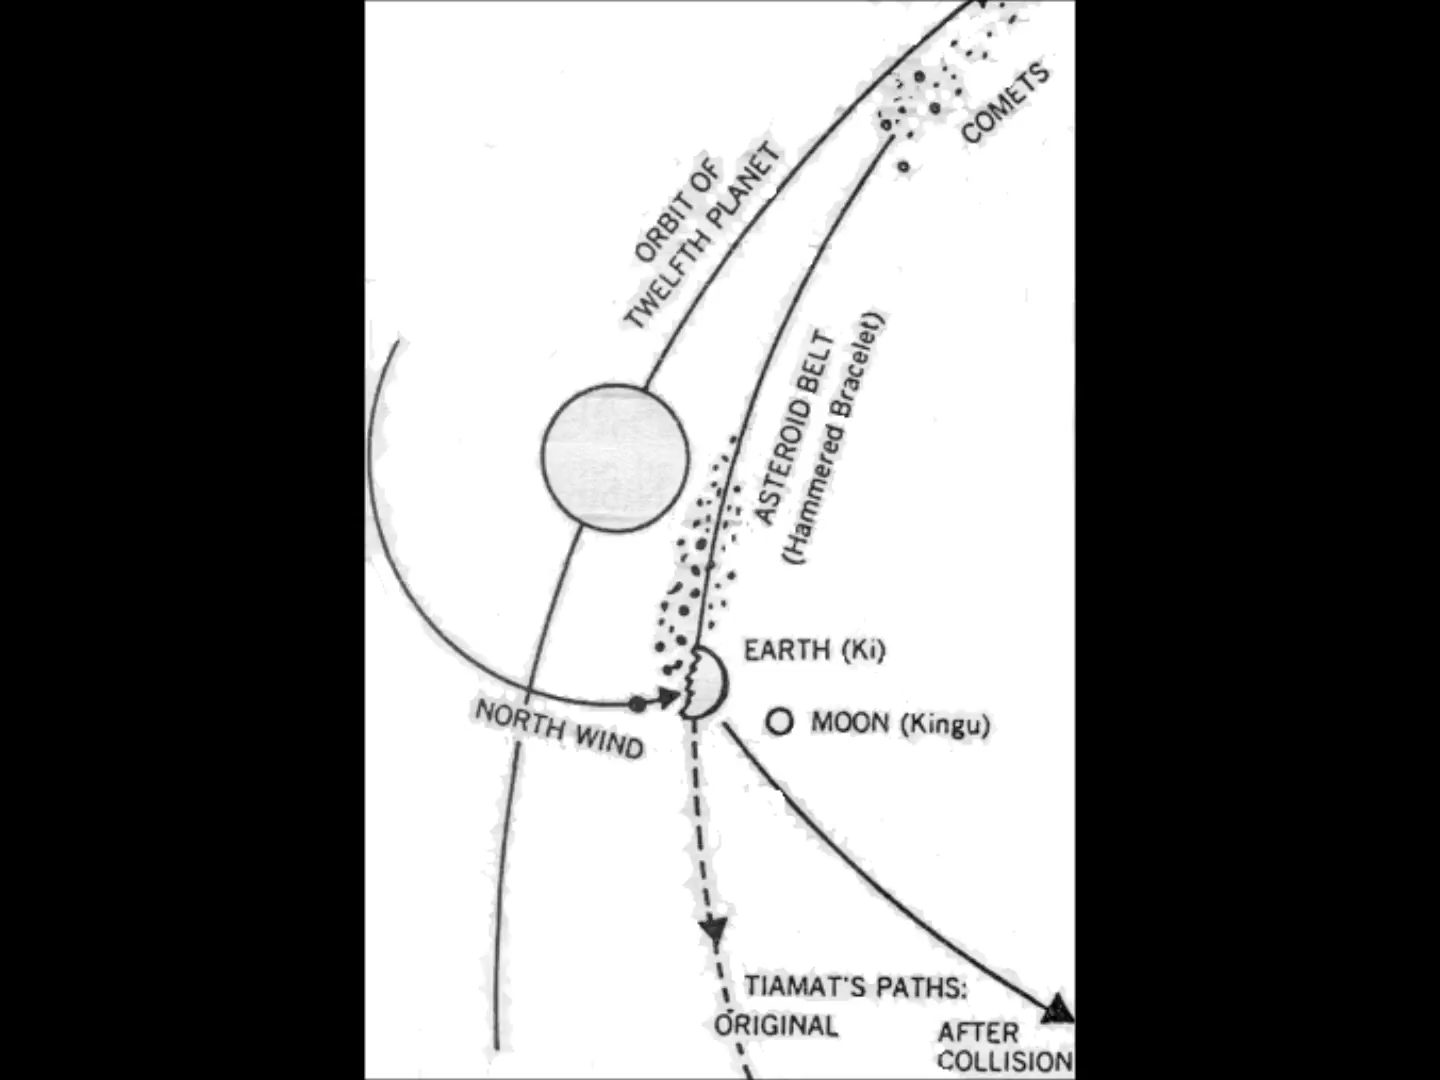 COMETS
ORBIT OF
TWELFTH PLANET
ASTEROID BELT
(Hammered Bracelet)
EARTH (Ki)
MOON (Kingu)
NORTH WIND
TIAMAT'S PATHS:
ORIGINAL
AFTER
COLLISION